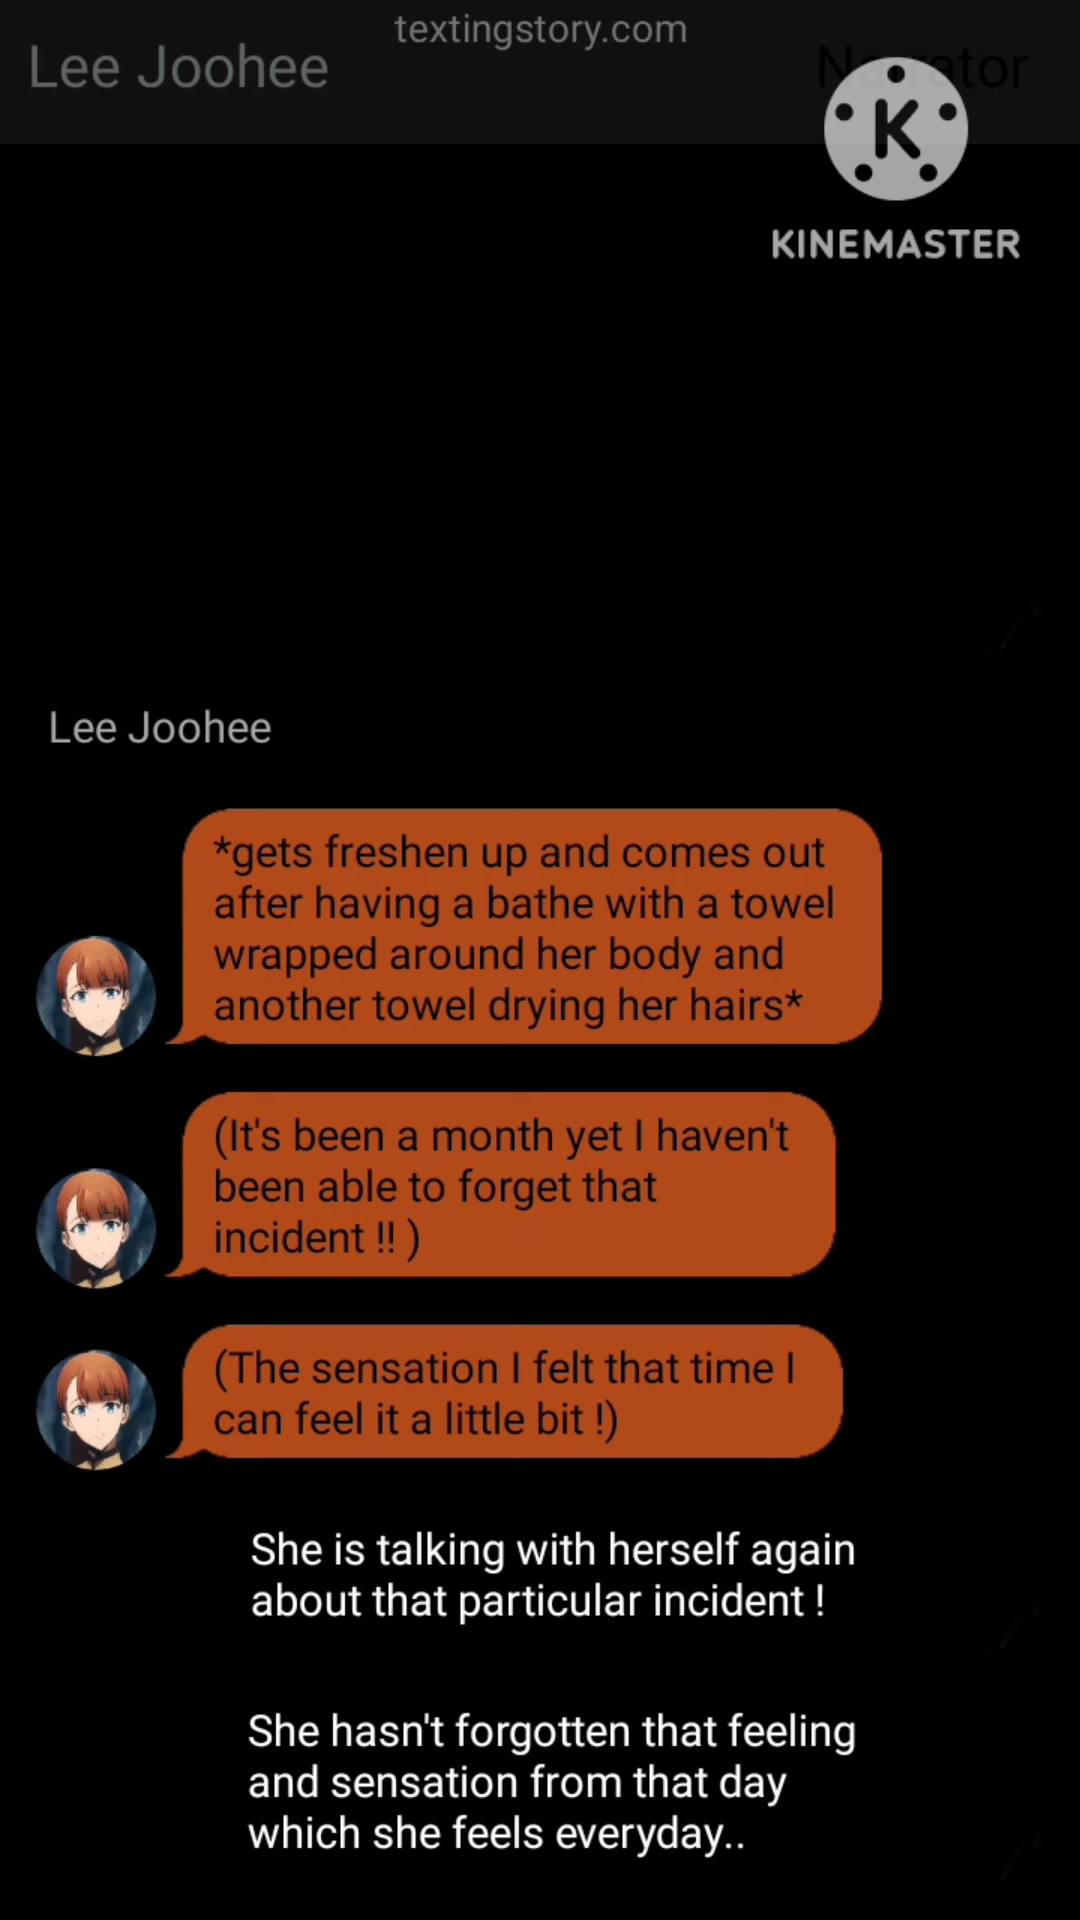 textingstory.com
Lee Joohee
Narrator
K
KINEMASTER
Lee Joohee
*gets freshen up and comes out
after having a bathe with a towel
wrapped around her body and
another towel drying her hairs*
(It's been a month yet I haven't
been able to forget that
incident !! )
(The sensation I felt that time I
can feel it a little bit !)
She is talking with herself again
about that particular incident !
She hasn't forgotten that feeling
and sensation from that day
which she feels everyday..